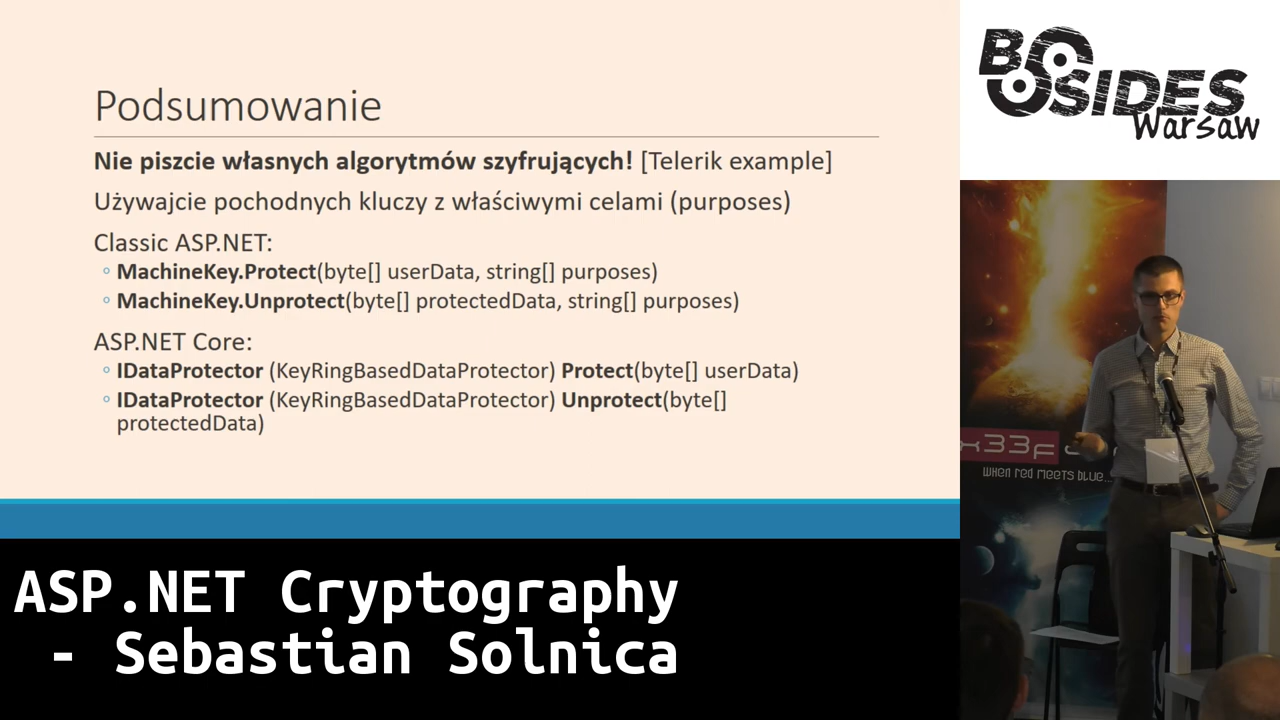 Podsumowanie
Nie piszcie własnych algorytmów szyfrujących! [Telerik example]
Używajcie pochodnych kluczy z właściwymi celami (purposes)
Classic ASP.NET:
◦ MachineKey.Protect(byte[] userData, string[] purposes)
◦ MachineKey.Unprotect(byte[] protectedData, string[] purposes)
ASP.NET Core:
◦ IDataProtector (KeyRingBasedDataProtector) Protect(byte[] userData)
◦ IDataProtector (KeyRingBasedDataProtector) Unprotect(byte[]
protectedData)
ASP.NET Cryptography
- Sebastian Solnica
BSIDES
Warsaw
x33f
when red meets blue...